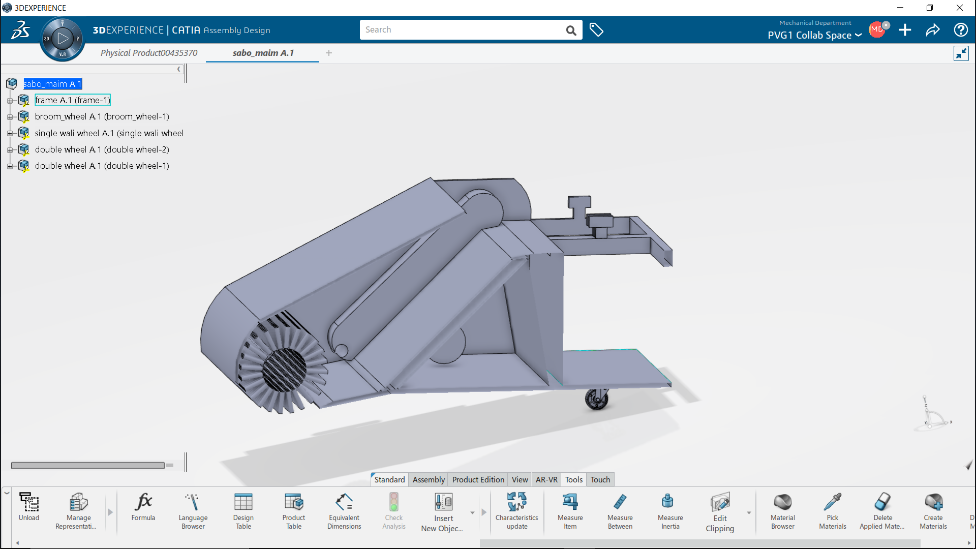 3DEXPERIENCE
3DEXPERIENCE | CATIA Assembly Design
Search
Mechanical Department
PVG1 Collab Space
Physical Product00435370
sabo_maim A.1
sabo_maim A.1
frame A.1 (frame-1)
broom_wheel A.1 (broom_wheel-1)
single wali wheel A.1 (single wali wheel
double wheel A.1 (double wheel-2)
double wheel A.1 (double wheel-1)
Standard Assembly Product Edition View AR-VR Tools Touch
Unload
Manage Representati...
Formula
Language Browser
Design Table
Product Table
Equivalent Dimensions
Check Analysis
Insert New Objec...
Characteristics update
Measure Item
Measure Between
Measure Inertia
Edit Clipping
Material Browser
Pick Materials
Delete Applied Mate...
Create Materials